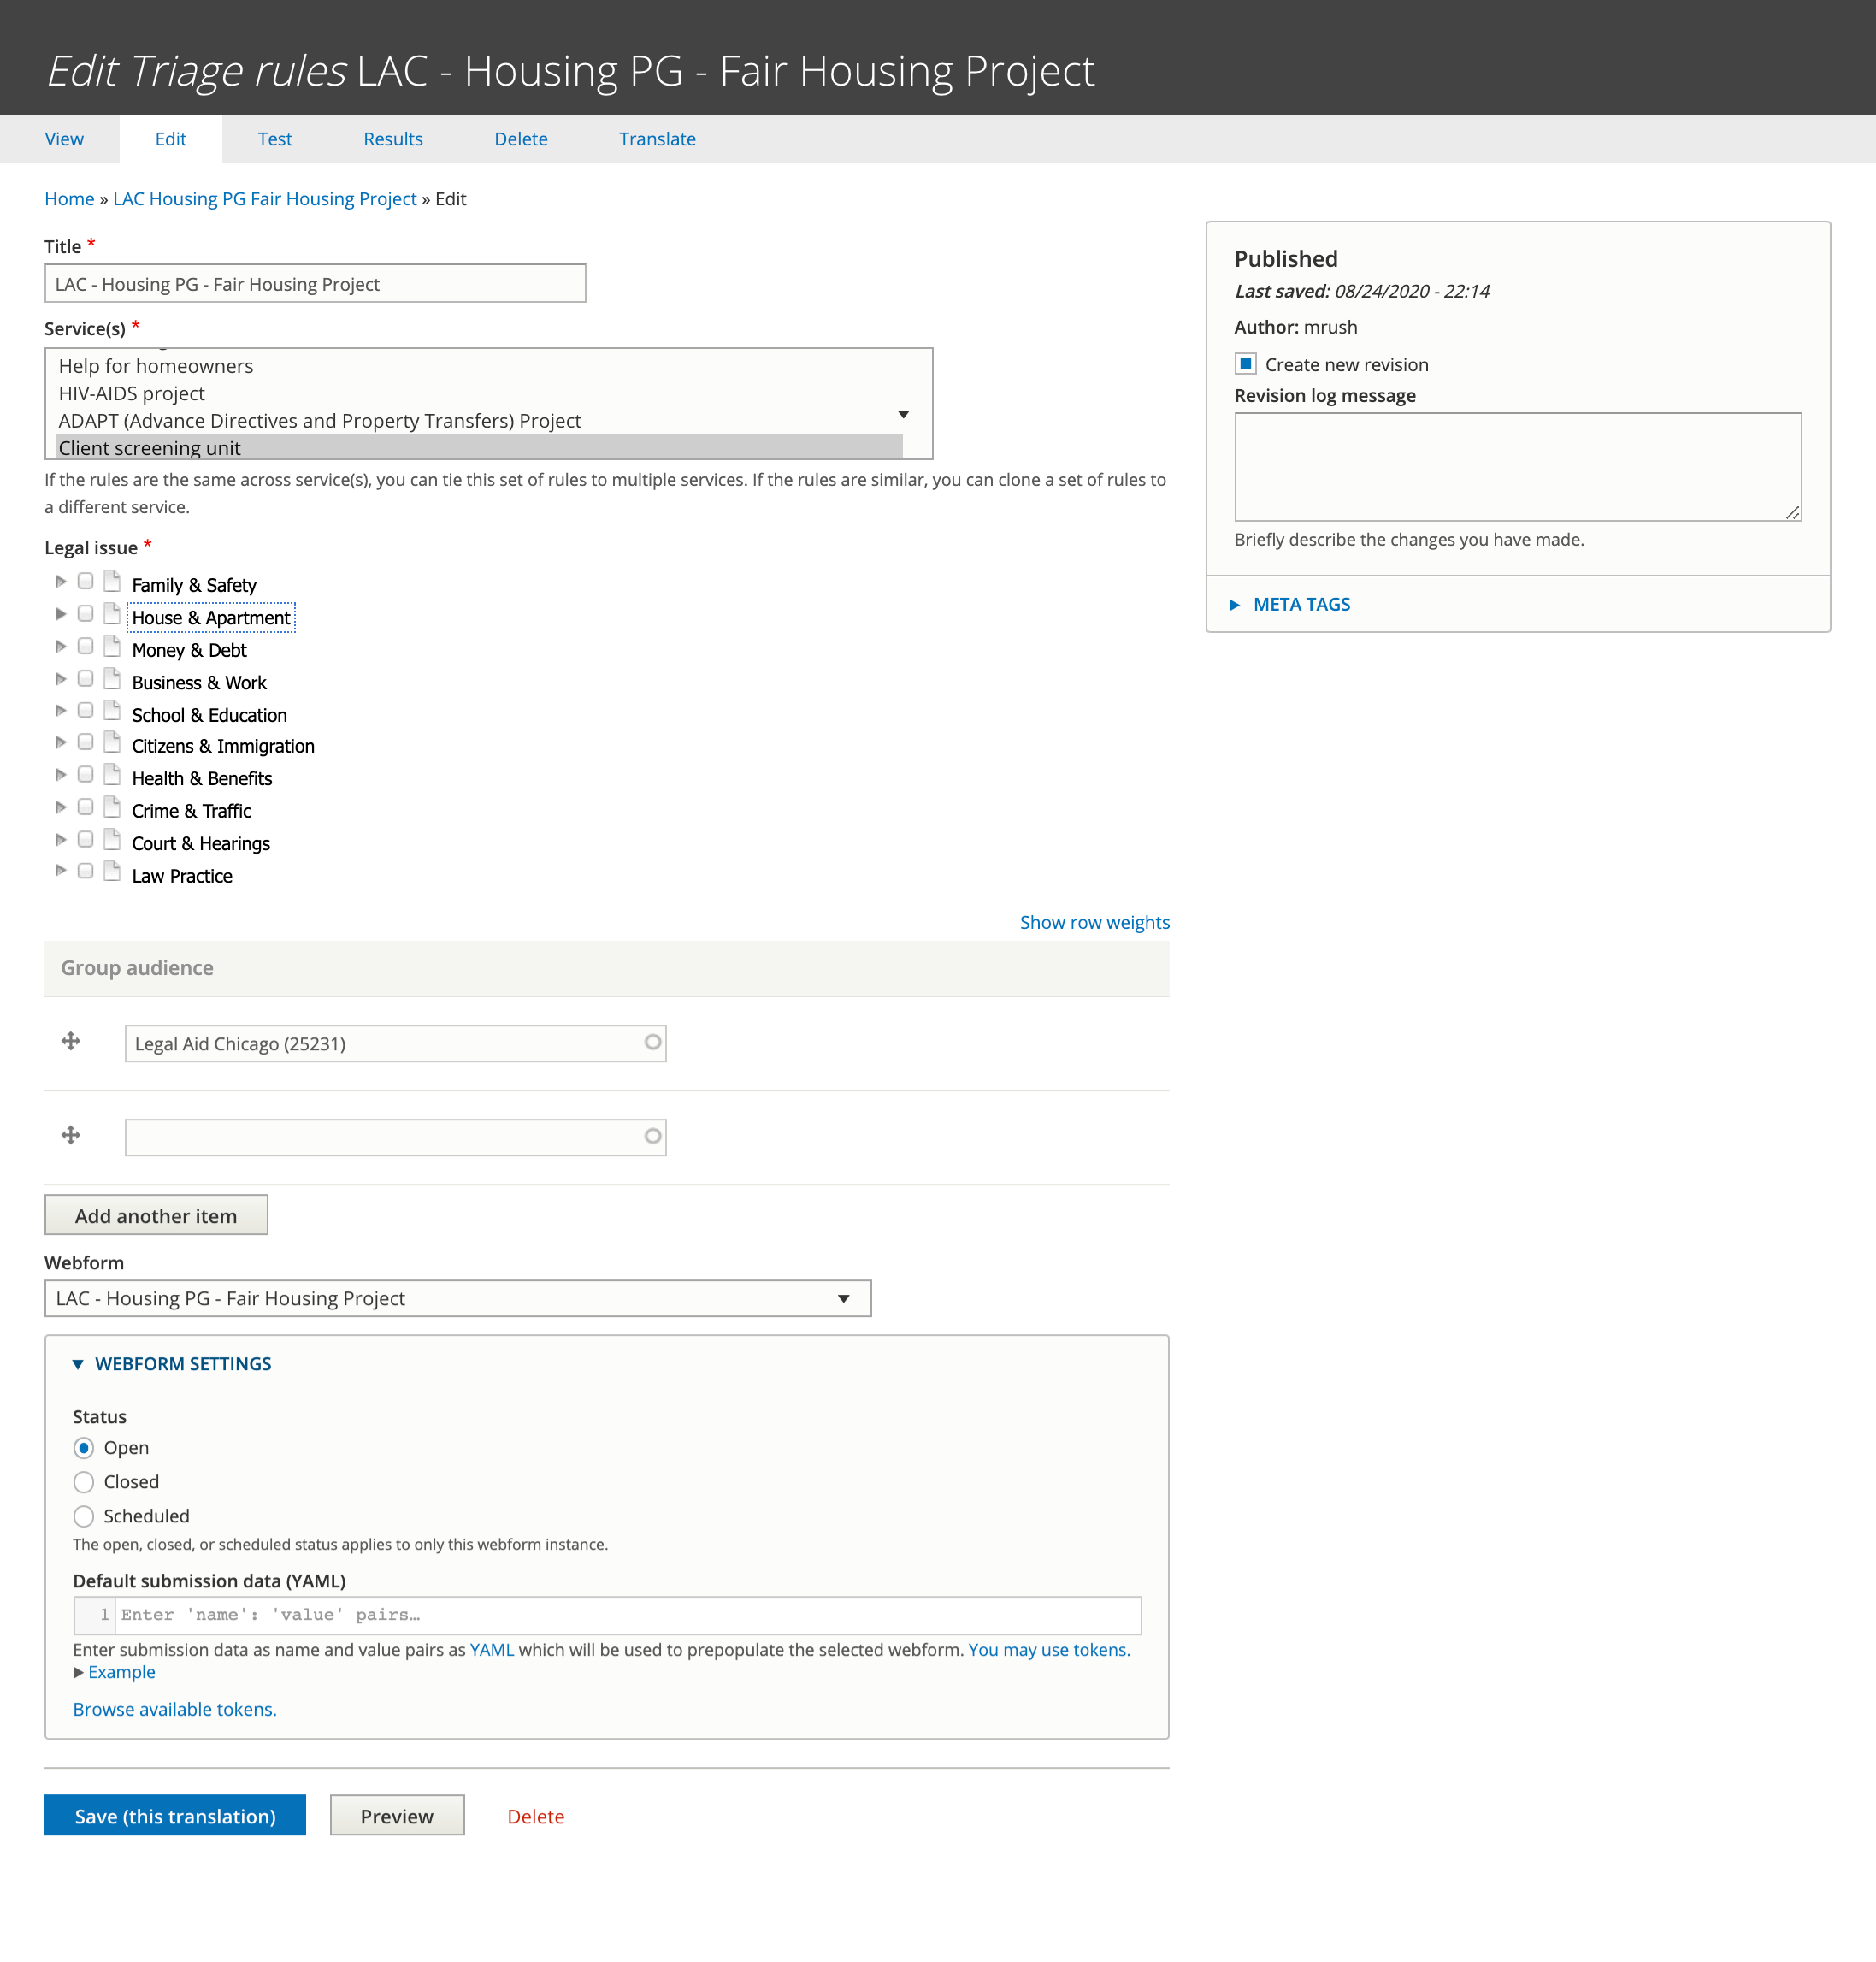 Edit Triage rules LAC - Housing PG - Fair Housing Project
View Edit Test Results Delete Translate
Home » LAC Housing PG Fair Housing Project » Edit
Title *
LAC - Housing PG - Fair Housing Project
Service(s) *
Help for homeowners
HIV-AIDS project
ADAPT (Advance Directives and Property Transfers) Project
Client screening unit
If the rules are the same across service(s), you can tie this set of rules to multiple services. If the rules are similar, you can clone a set of rules to
a different service.
Legal issue *
Family & Safety
House & Apartment
Money & Debt
Business & Work
School & Education
Citizens & Immigration
Health & Benefits
Crime & Traffic
Court & Hearings
Law Practice
Show row weights
Group audience
Legal Aid Chicago (25231)
Add another item
Webform
LAC - Housing PG - Fair Housing Project
WEBFORM SETTINGS
Status
Open
Closed
Scheduled
The open, closed, or scheduled status applies to only this webform instance.
Default submission data (YAML)
1 Enter 'name': 'value' pairs…
Enter submission data as name and value pairs as YAML which will be used to prepopulate the selected webform. You may use tokens.
Example
Browse available tokens.
Save (this translation) Preview Delete
Published
Last saved: 08/24/2020 - 22:14
Author: mrush
Create new revision
Revision log message
Briefly describe the changes you have made.
META TAGS